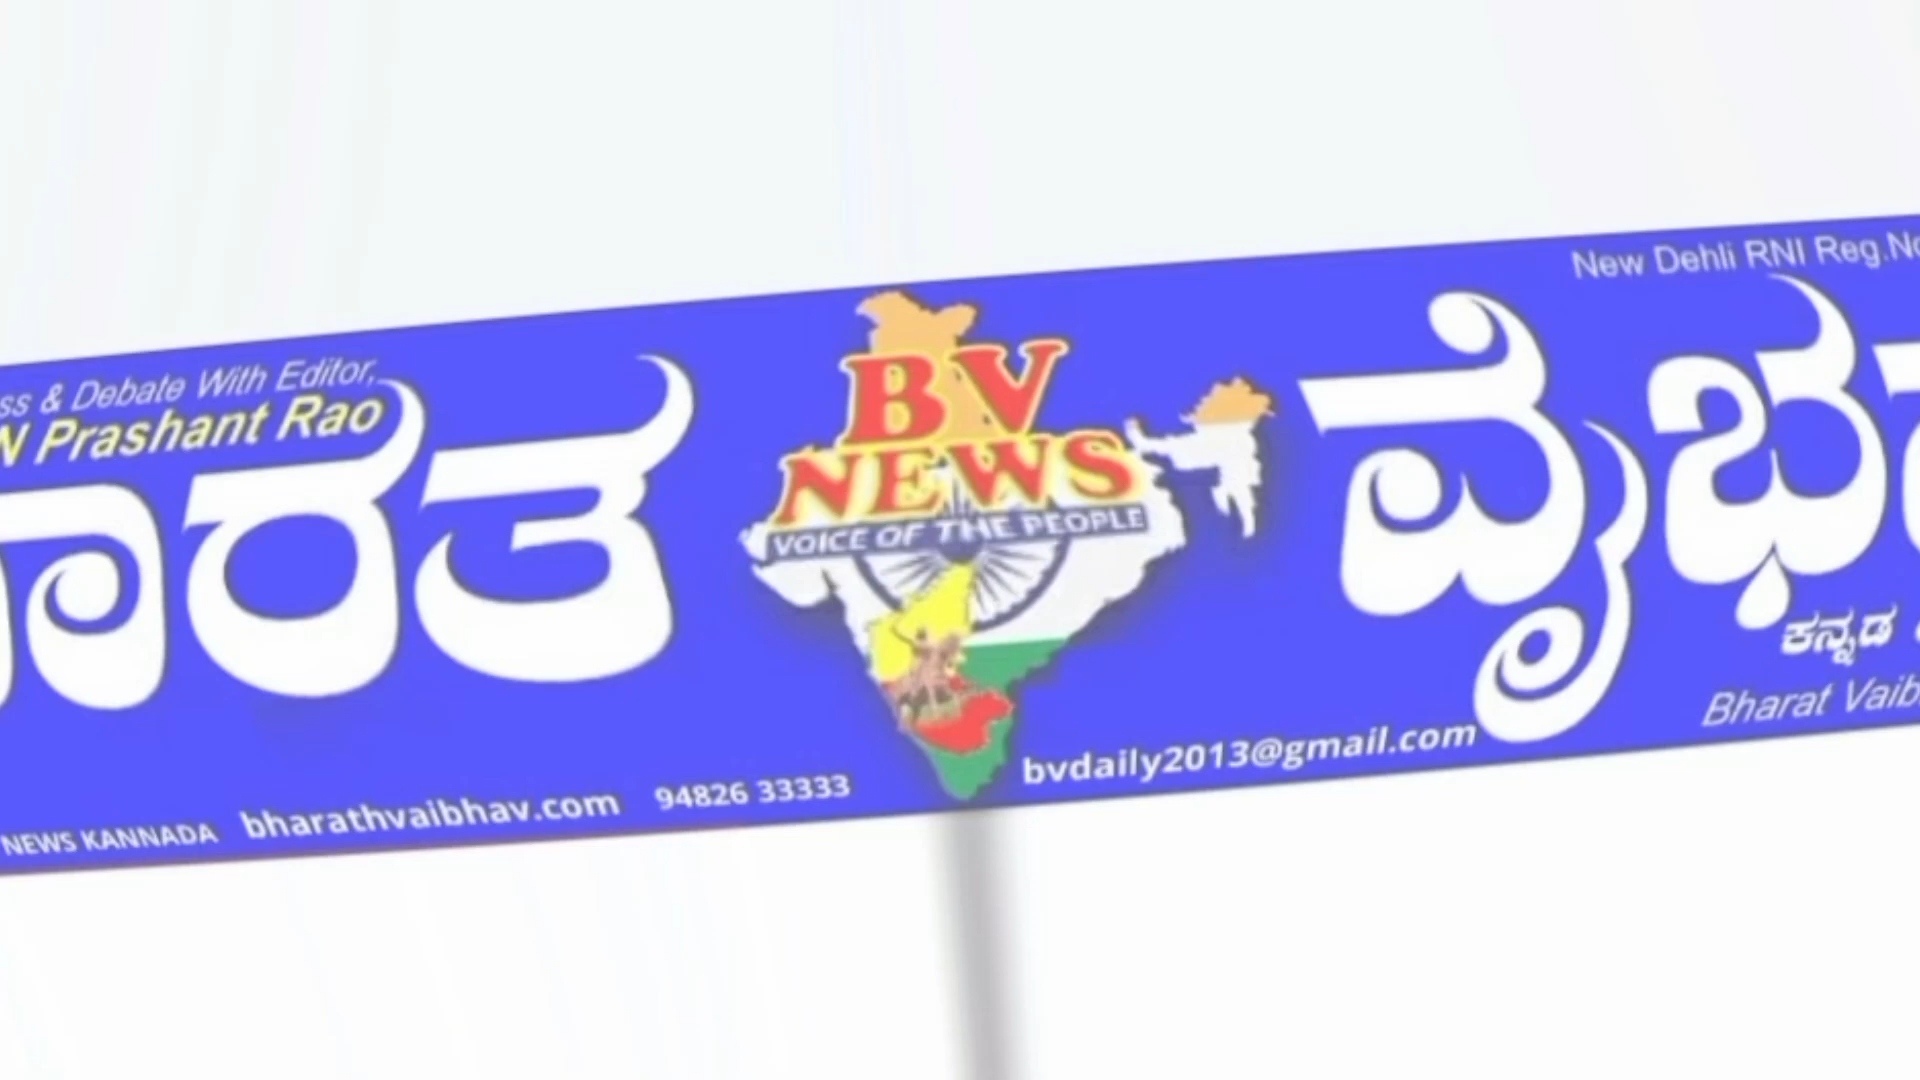 New Dehli RNI Reg.No
ss & Debate With Editor,
N Prashant Rao
ಾರತ
BV
NEWS
VOICE OF THE PEOPLE
ವೈಭ
ಕನ್ನಡ
Bharat Vaib
NEWS KANNADA bharathvaibhav.com 94826 33333 bvdaily2013@gmail.com